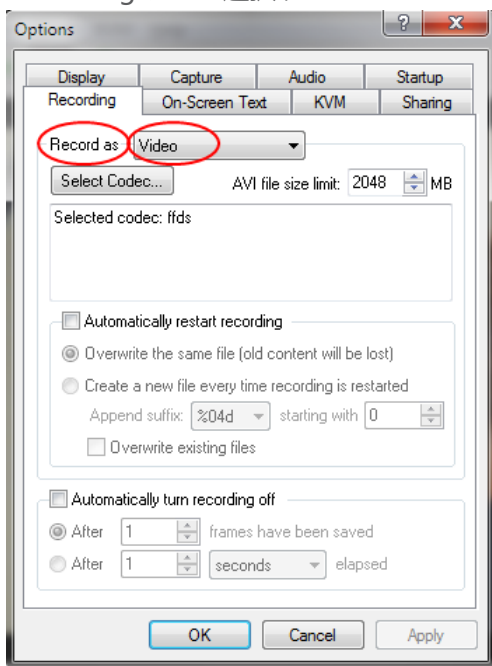 Options
Display Capture Audio Startup
Recording On-Screen Text KVM Sharing
Record as Video
Select Codec... AVI file size limit: 2048 MB
Selected codec: ffds
Automatically restart recording
Overwrite the same file (old content will be lost)
Create a new file every time recording is restarted
Append suffix: %04d starting with 0
Overwrite existing files
Automatically turn recording off
After 1 frames have been saved
After 1 seconds elapsed
OK Cancel Apply